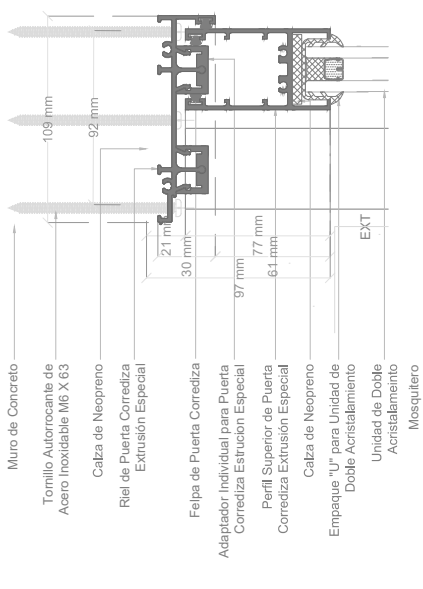 Muro de Concreto
Tornillo Autorrocante de
Acero Inoxidable M6 X 63
Calza de Neopreno
Riel de Puerta Corrediza
Extrusión Especial
Felpa de Puerta Corrediza
Adaptador Individual para Puerta
Corrediza Estrucion Especial
Perfil Superior de Puerta
Corrediza Extrusión Especial
Calza de Neopreno
Empaque "U" para Unidad de
Doble Acristalamiento
Unidad de Doble
Acristalameinto
Mosquitero
109 mm
92 mm
21 mm
30 mm
97 mm
77 mm
61 mm
EXT